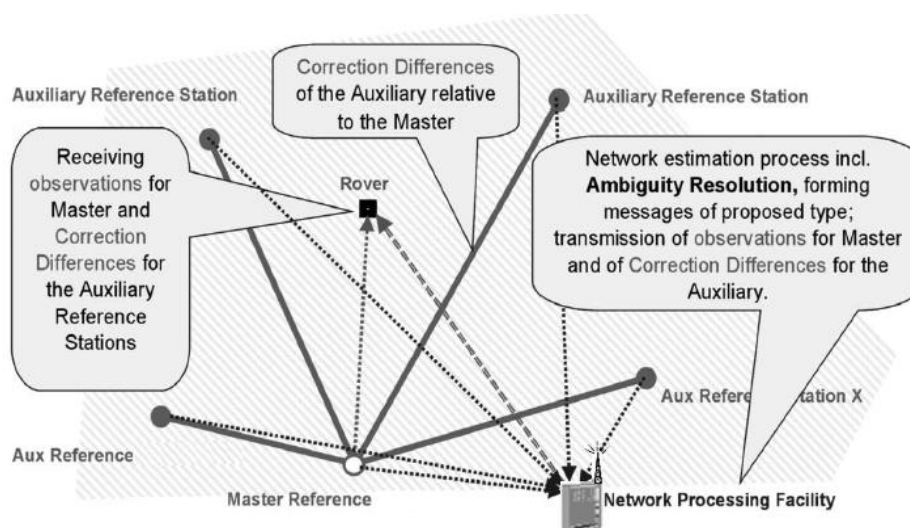 Correction Differences
of the Auxiliary relative
to the Master
Auxiliary Reference Station
Auxiliary Reference Station
Receiving
observations for
Master and
Correction
Differences for
the Auxiliary
Reference
Stations
Rover
Network estimation process incl.
Ambiguity Resolution, forming
messages of proposed type;
transmission of observations for Master
and of Correction Differences for the
Auxiliary.
Aux Reference
Master Reference
Aux Refe tation X
Network Processing Facility